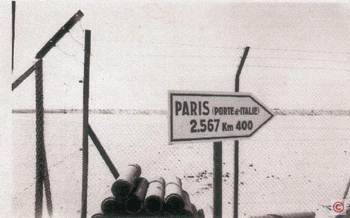 PARIS (PORTE d'ITALIE)
2.567 Km 400
©